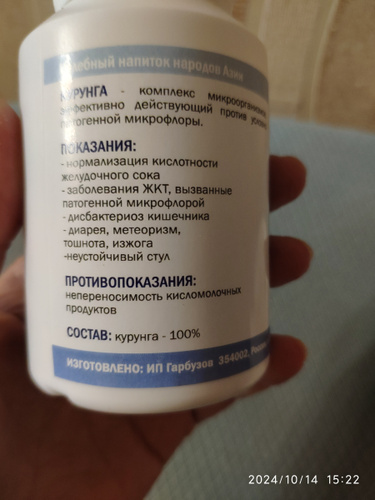 напиток народов Азии
КУРУНГА - комплекс
эффективно действующий против
патогенной микрофлоры.
ПОКАЗАНИЯ:
- нормализация кислотности
желудочного сока
- заболевания ЖКТ, вызванные
патогенной микрофлорой
- дисбактериоз кишечника
- диарея, метеоризм,
тошнота, изжога
-неустойчивый стул
ПРОТИВОПОКАЗАНИЯ:
непереносимость кисломолочных
продуктов
СОСТАВ: курунга - 100%
ИЗГОТОВЛЕНО: ИП Гарбузов 354002,
2024/10/14 15:22